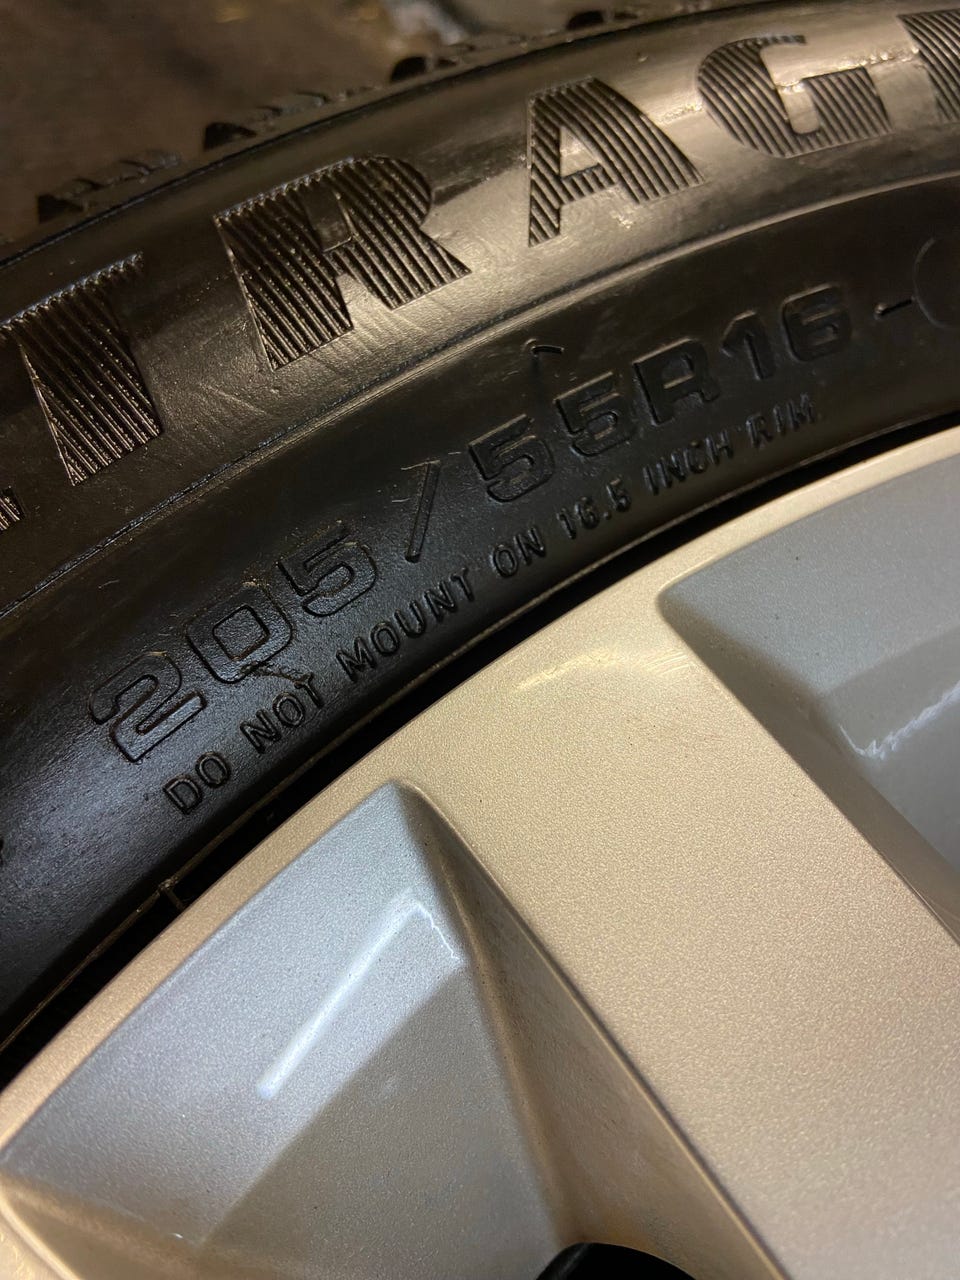 TRAG
205/55R16-
DO NOT MOUNT ON 16.5 INCH RIM